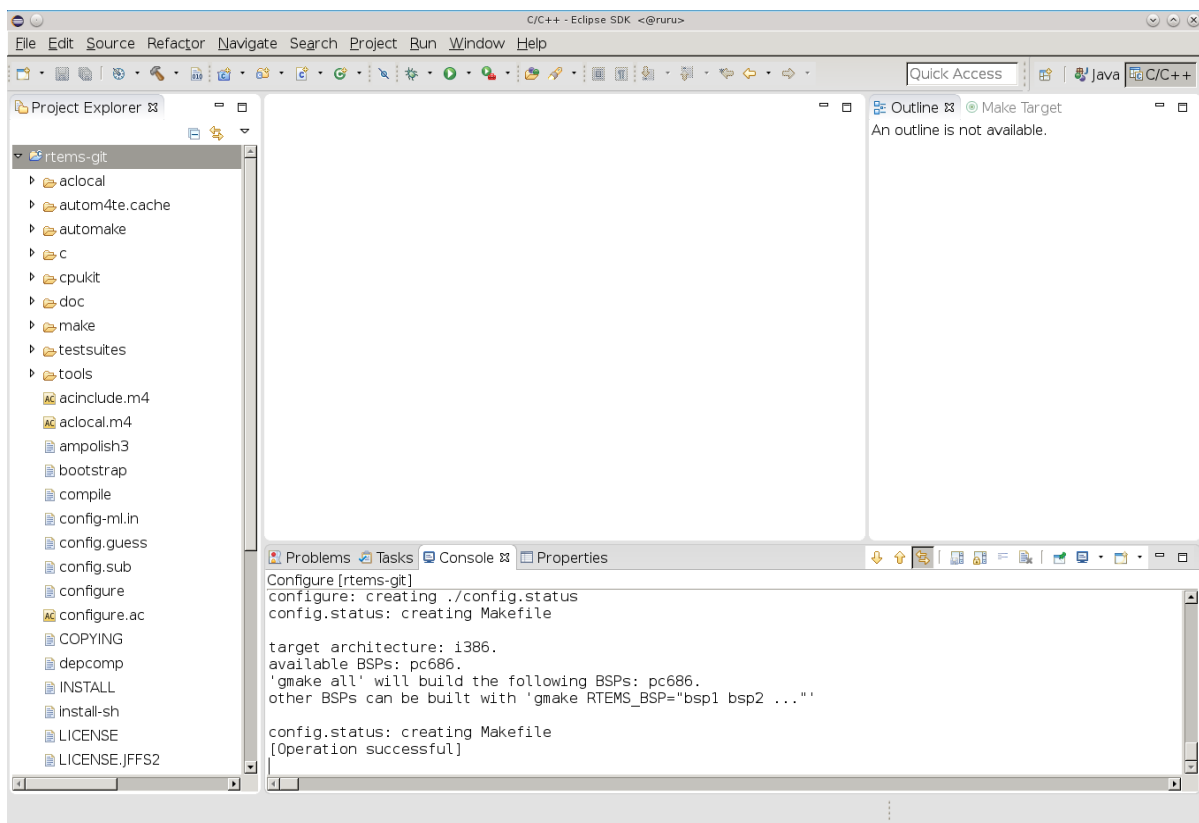 C/C++ - Eclipse SDK <@ruru>
File Edit Source Refactor Navigate Search Project Run Window Help
Quick Access Java C/C++
Project Explorer
rtems-git
aclocal
autom4te.cache
automake
c
cpukit
doc
make
testsuites
tools
acinclude.m4
aclocal.m4
ampolish3
bootstrap
compile
config-ml.in
config.guess
config.sub
configure
configure.ac
COPYING
depcomp
INSTALL
install-sh
LICENSE
LICENSE.JFFS2
Outline Make Target
An outline is not available.
Problems Tasks Console Properties
Configure [rtems-git]
configure: creating ./config.status
config.status: creating Makefile
target architecture: i386.
available BSPs: pc686.
'gmake all' will build the following BSPs: pc686.
other BSPs can be built with 'gmake RTEMS_BSP="bsp1 bsp2 ..."'
config.status: creating Makefile
[Operation successful]